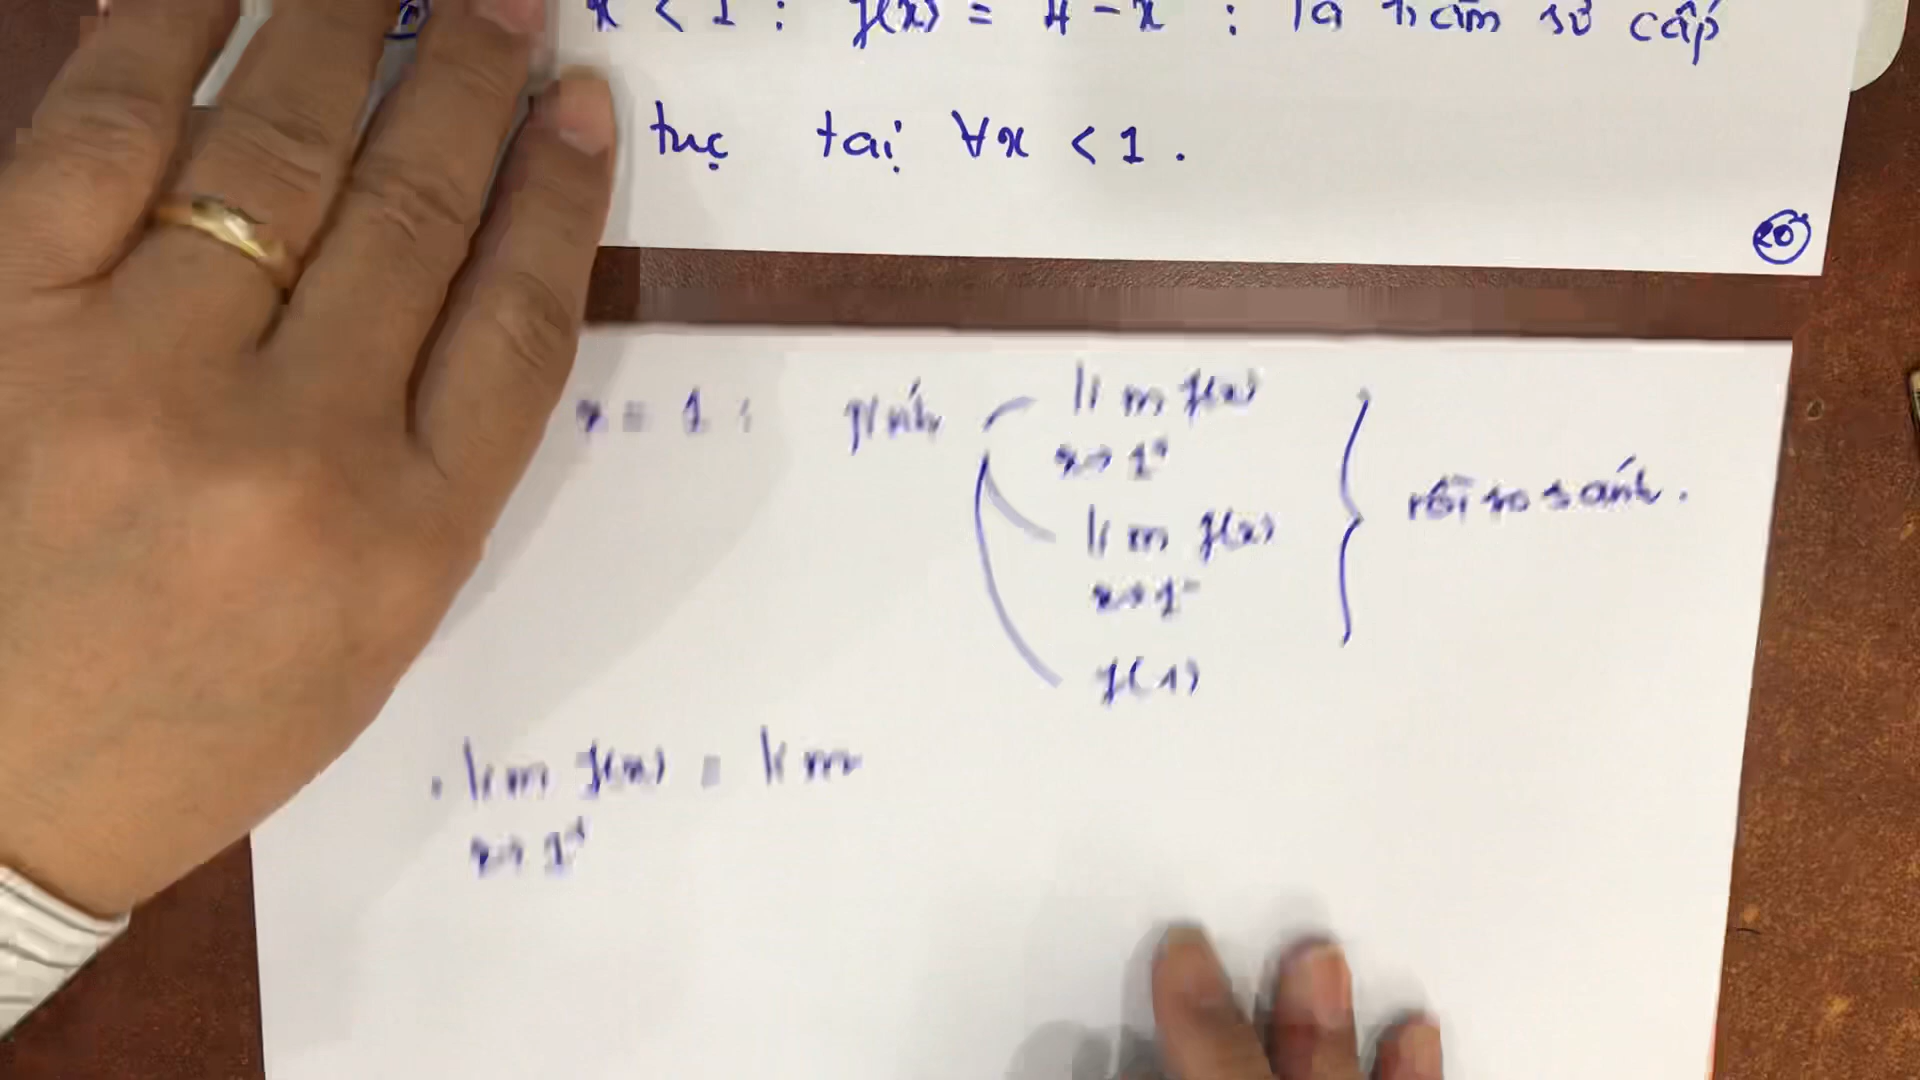 x < 1 : f(x) = 4 - x : là hàm sơ cấp
tục tại ∀x < 1.
20
x = 1 : Tính lim f(x)
x→1⁺
lim f(x) rồi so sánh.
x→1⁻
f(1)
• lim f(x) = lim
x→1⁺